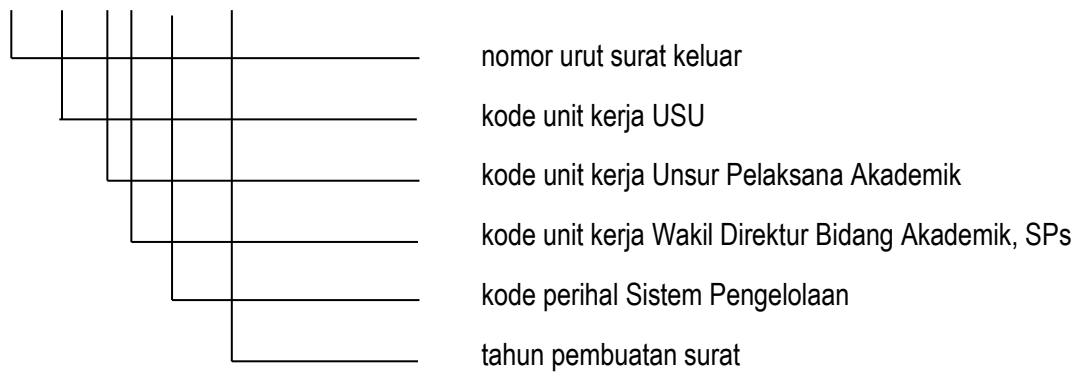 nomor urut surat keluar
kode unit kerja USU
kode unit kerja Unsur Pelaksana Akademik
kode unit kerja Wakil Direktur Bidang Akademik, SPs
kode perihal Sistem Pengelolaan
tahun pembuatan surat